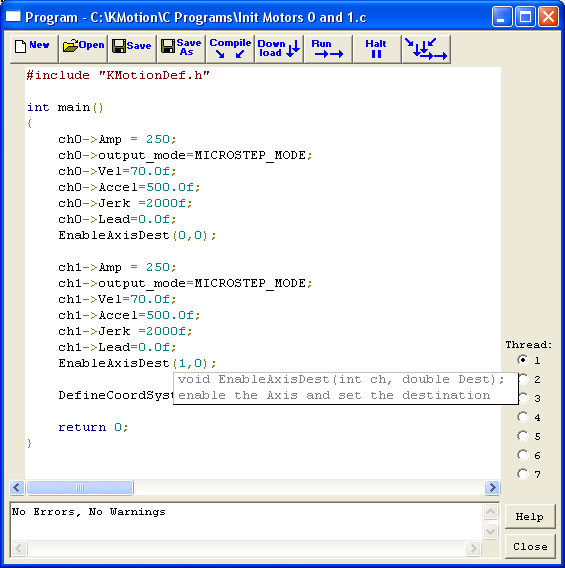 Program - C:\KMotion\C Programs\Init Motors 0 and 1.c
New Open Save Save As Compile Down load Run Halt
#include "KMotionDef.h"
int main()
{
ch0->Amp = 250;
ch0->output_mode=MICROSTEP_MODE;
ch0->Vel=70.0f;
ch0->Accel=500.0f;
ch0->Jerk =2000f;
ch0->Lead=0.0f;
EnableAxisDest(0,0);
ch1->Amp = 250;
ch1->output_mode=MICROSTEP_MODE;
ch1->Vel=70.0f;
ch1->Accel=500.0f;
ch1->Jerk =2000f;
ch1->Lead=0.0f;
EnableAxisDest(1,0);
void EnableAxisDest(int ch, double Dest);
enable the Axis and set the destination
DefineCoordSyst
return 0;
}
Thread:
1
2
3
4
5
6
7
No Errors, No Warnings
Help
Close